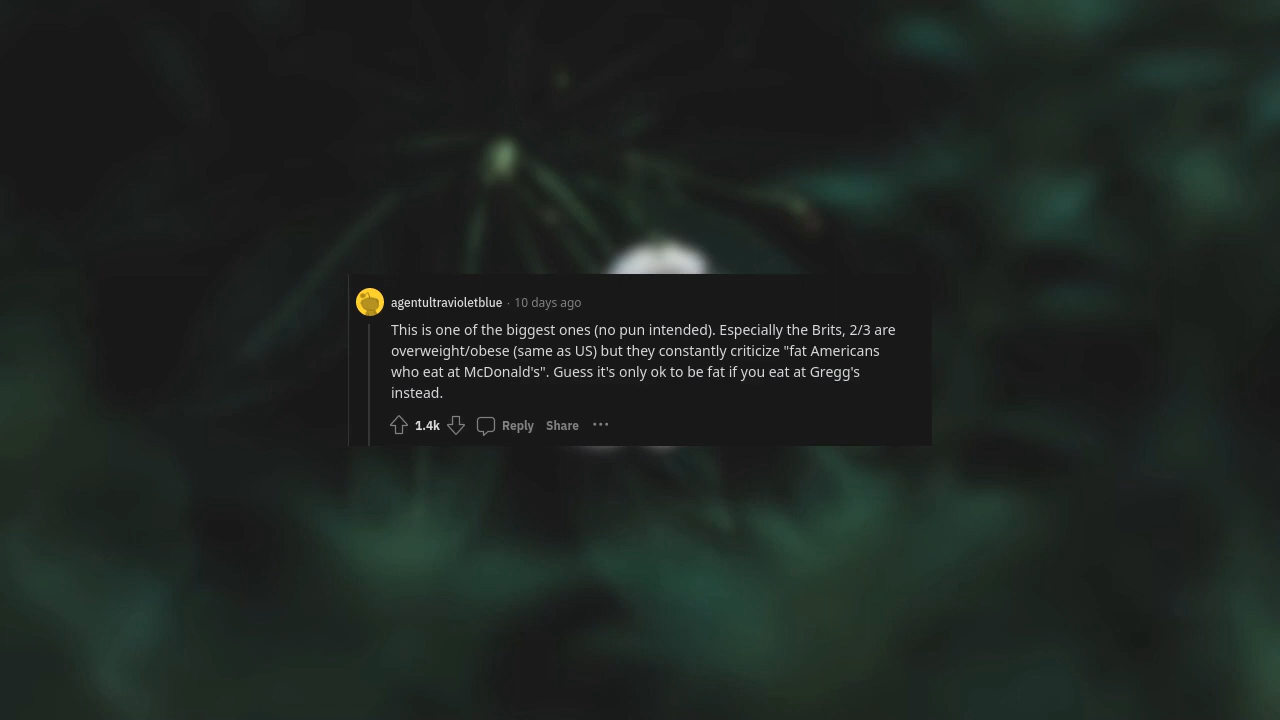 agentultravioletblue · 10 days ago
This is one of the biggest ones (no pun intended). Especially the Brits, 2/3 are
overweight/obese (same as US) but they constantly criticize "fat Americans
who eat at McDonald's". Guess it's only ok to be fat if you eat at Gregg's
instead.
1.4k Reply Share ···